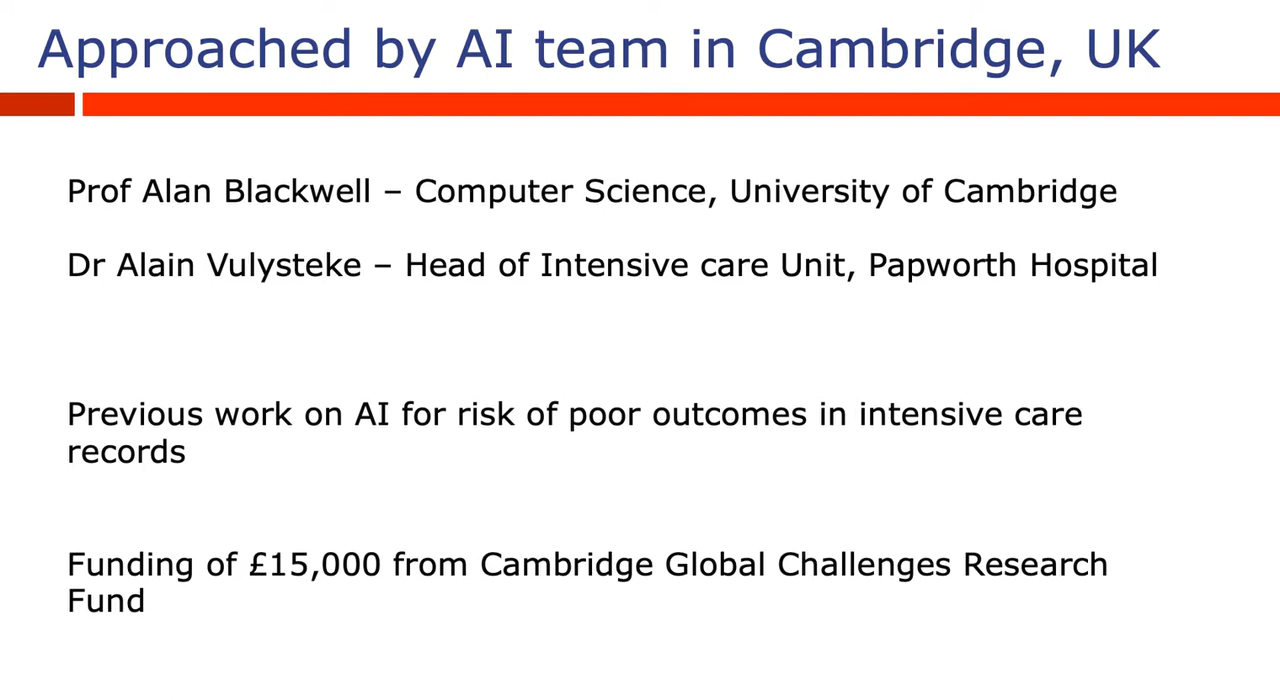 Approached by AI team in Cambridge, UK
Prof Alan Blackwell – Computer Science, University of Cambridge
Dr Alain Vulysteke – Head of Intensive care Unit, Papworth Hospital
Previous work on AI for risk of poor outcomes in intensive care
records
Funding of £15,000 from Cambridge Global Challenges Research
Fund